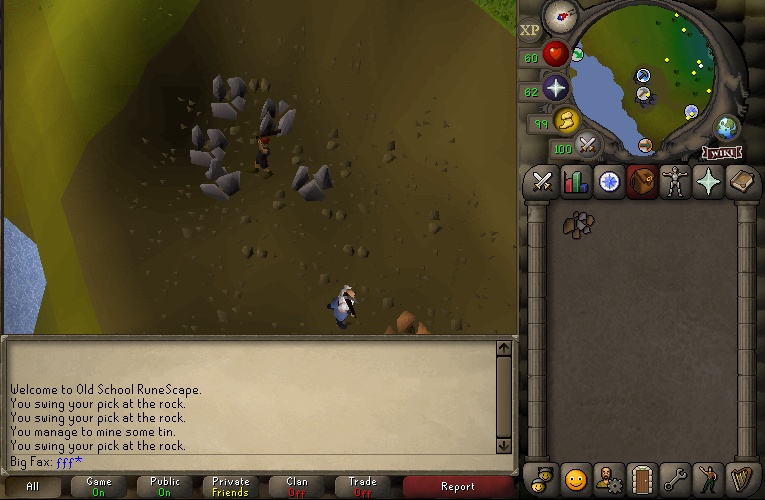 XP
60
62
99
100
WIKI
Welcome to Old School RuneScape.
You swing your pick at the rock.
You swing your pick at the rock.
You manage to mine some tin.
You swing your pick at the rock.
Big Fax: fff*
All
Game
On
Public
On
Private
Friends
Clan
Off
Trade
Off
Report